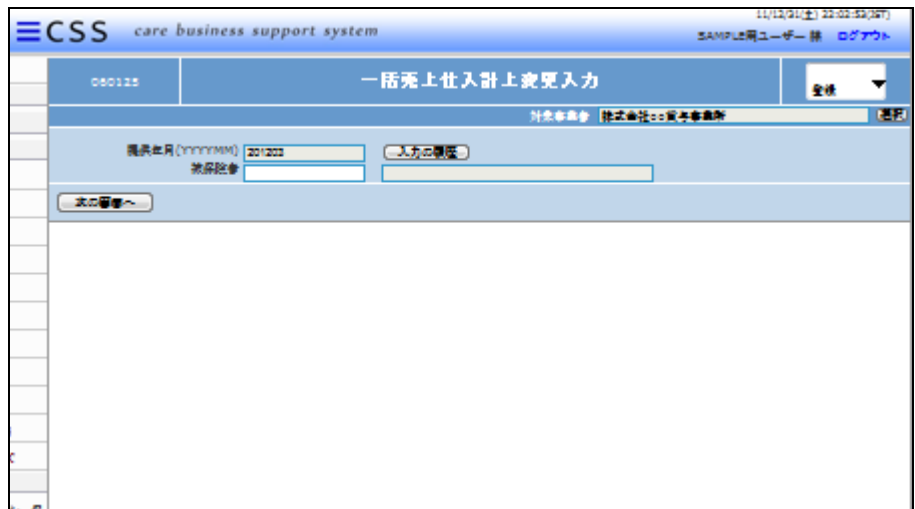 11/12/31(土) 22:02:53(JST)
CSS care business support system
SAMPLE用ユーザー 様 ログアウト
060125 一括売上仕入計上変更入力 登録
対象事業者 株式会社○○貸与事業所 選択
提供年月(YYYYMM) 201203 入力の履歴
被保険者
次の顧客へ